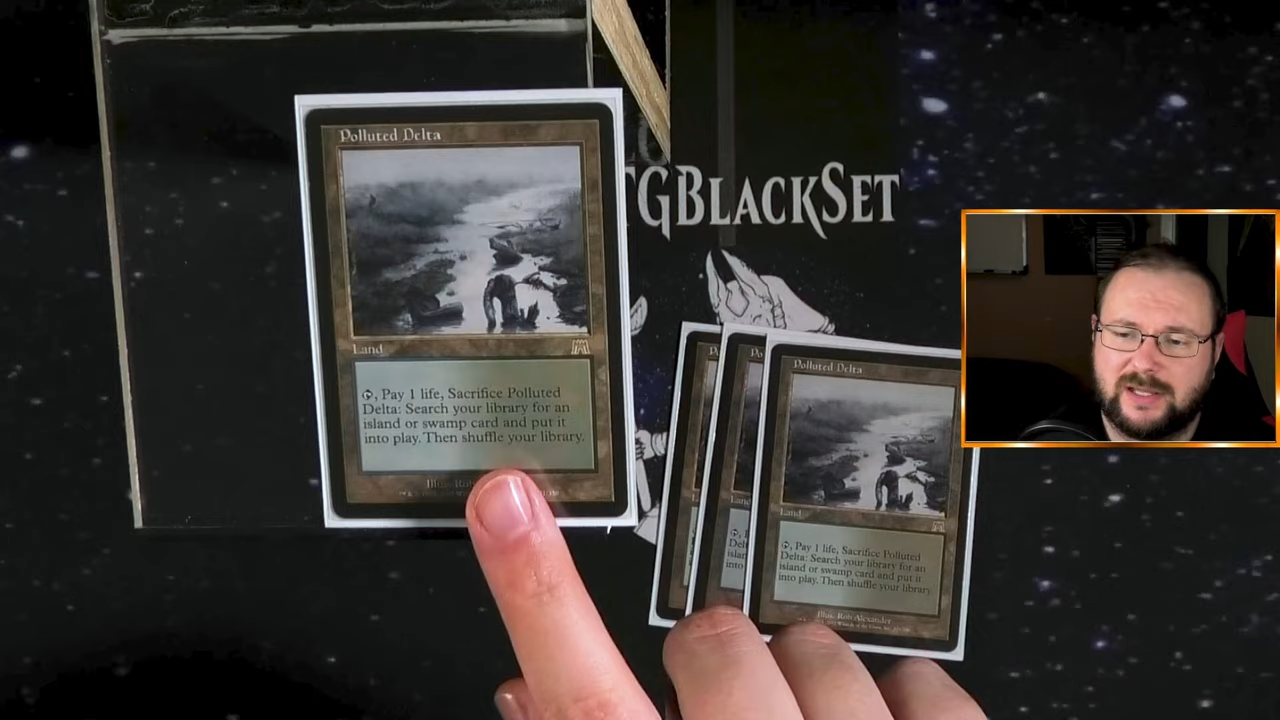 Polluted Delta
Land
, Pay 1 life, Sacrifice Polluted
Delta: Search your library for an
island or swamp card and put it
into play. Then shuffle your library.
Illus.
TGBLACKSET
P
Po
Polluted Delta
Land
Land
, Pay 1 life, Sacrifice Polluted
Delta: Search your library for an
island or swamp card and put it
into play. Then shuffle your library.
Illus. Rob Alexander